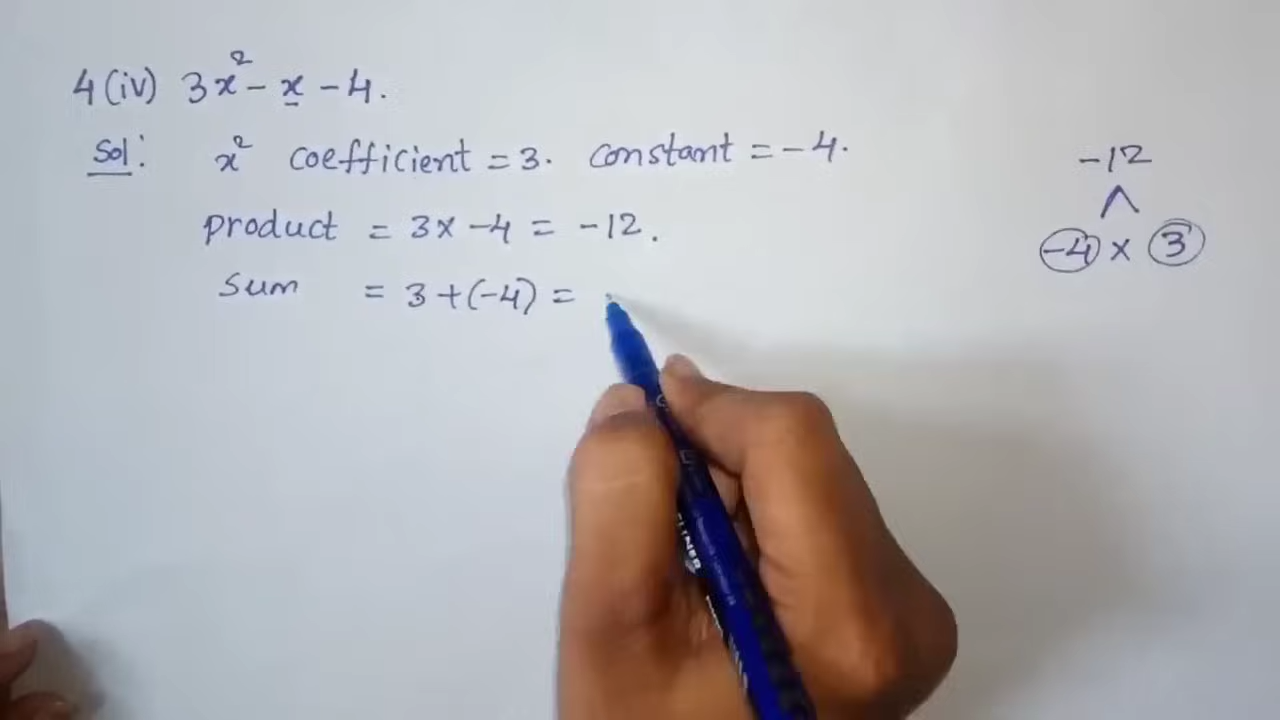 4(iv) 3x² - x - 4.
Sol: x² coefficient = 3. constant = -4.
product = 3x -4 = -12.
sum = 3+(-4) =
-12
-4 x 3